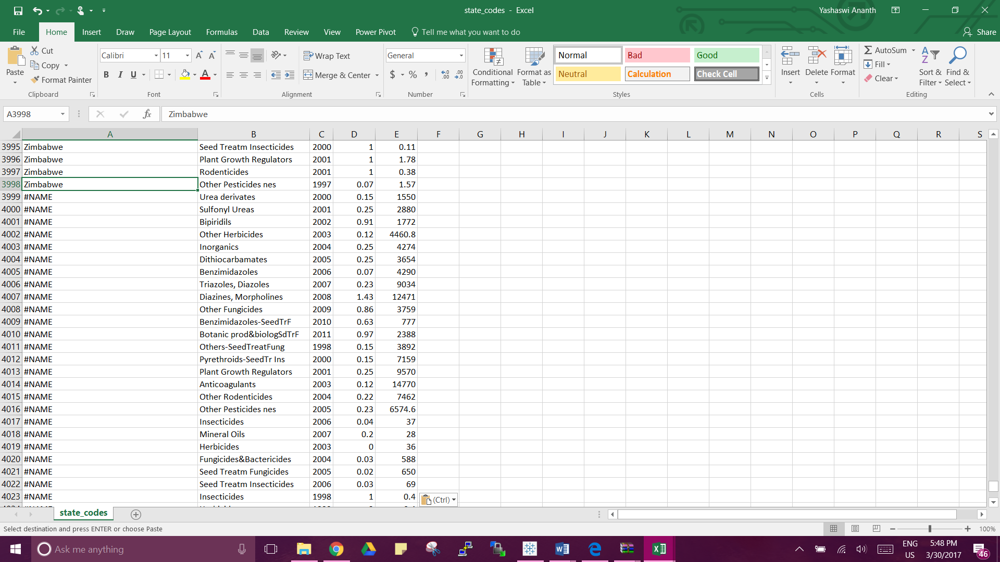 state_codes - Excel
Yashaswi Ananth
File Home Insert Draw Page Layout Formulas Data Review View Power Pivot Tell me what you want to do Share
Paste
Cut
Copy
Format Painter
Clipboard
Calibri 11
B I U
Font
Wrap Text
Merge & Center
Alignment
General
$ % ,
Number
Conditional Formatting
Format as Table
Normal Bad Good
Neutral Calculation Check Cell
Styles
Insert Delete Format
Cells
AutoSum
Fill
Clear
Sort & Filter
Find & Select
Editing
A3998 fx Zimbabwe
A B C D E F G H I J K L M N O P Q R S
3995 Zimbabwe Seed Treatm Insecticides 2000 1 0.11
3996 Zimbabwe Plant Growth Regulators 2001 1 1.78
3997 Zimbabwe Rodenticides 2001 1 0.38
3998 Zimbabwe Other Pesticides nes 1997 0.07 1.57
3999 #NAME Urea derivates 2000 0.15 1550
4000 #NAME Sulfonyl Ureas 2001 0.25 2880
4001 #NAME Bipiridils 2002 0.91 1772
4002 #NAME Other Herbicides 2003 0.12 4460.8
4003 #NAME Inorganics 2004 0.25 4274
4004 #NAME Dithiocarbamates 2005 0.25 3654
4005 #NAME Benzimidazoles 2006 0.07 4290
4006 #NAME Triazoles, Diazoles 2007 0.23 9034
4007 #NAME Diazines, Morpholines 2008 1.43 12471
4008 #NAME Other Fungicides 2009 0.86 3759
4009 #NAME Benzimidazoles-SeedTrF 2010 0.63 777
4010 #NAME Botanic prod&biologSdTrF 2011 0.97 2388
4011 #NAME Others-SeedTreatFung 1998 0.15 3892
4012 #NAME Pyrethroids-SeedTr Ins 2000 0.15 7159
4013 #NAME Plant Growth Regulators 2001 0.25 9570
4014 #NAME Anticoagulants 2003 0.12 14770
4015 #NAME Other Rodenticides 2004 0.22 7462
4016 #NAME Other Pesticides nes 2005 0.23 6574.6
4017 #NAME Insecticides 2006 0.04 37
4018 #NAME Mineral Oils 2007 0.2 28
4019 #NAME Herbicides 2003 0 36
4020 #NAME Fungicides&Bactericides 2004 0.03 588
4021 #NAME Seed Treatm Fungicides 2005 0.02 650
4022 #NAME Seed Treatm Insecticides 2006 0.03 69
4023 #NAME Insecticides 1998 1 0.4 (Ctrl)
state_codes
Select destination and press ENTER or choose Paste
100%
Ask me anything
ENG
US
5:48 PM
3/30/2017
46